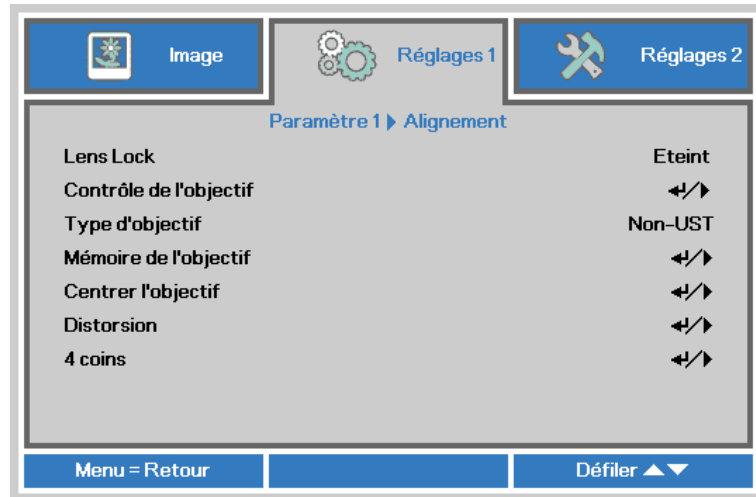 Image
Réglages 1
Réglages 2
Paramètre 1 Alignement
Lens Lock Eteint
Contrôle de l'objectif
Type d'objectif Non-UST
Mémoire de l'objectif
Centrer l'objectif
Distorsion
4 coins
Menu = Retour
Défiler